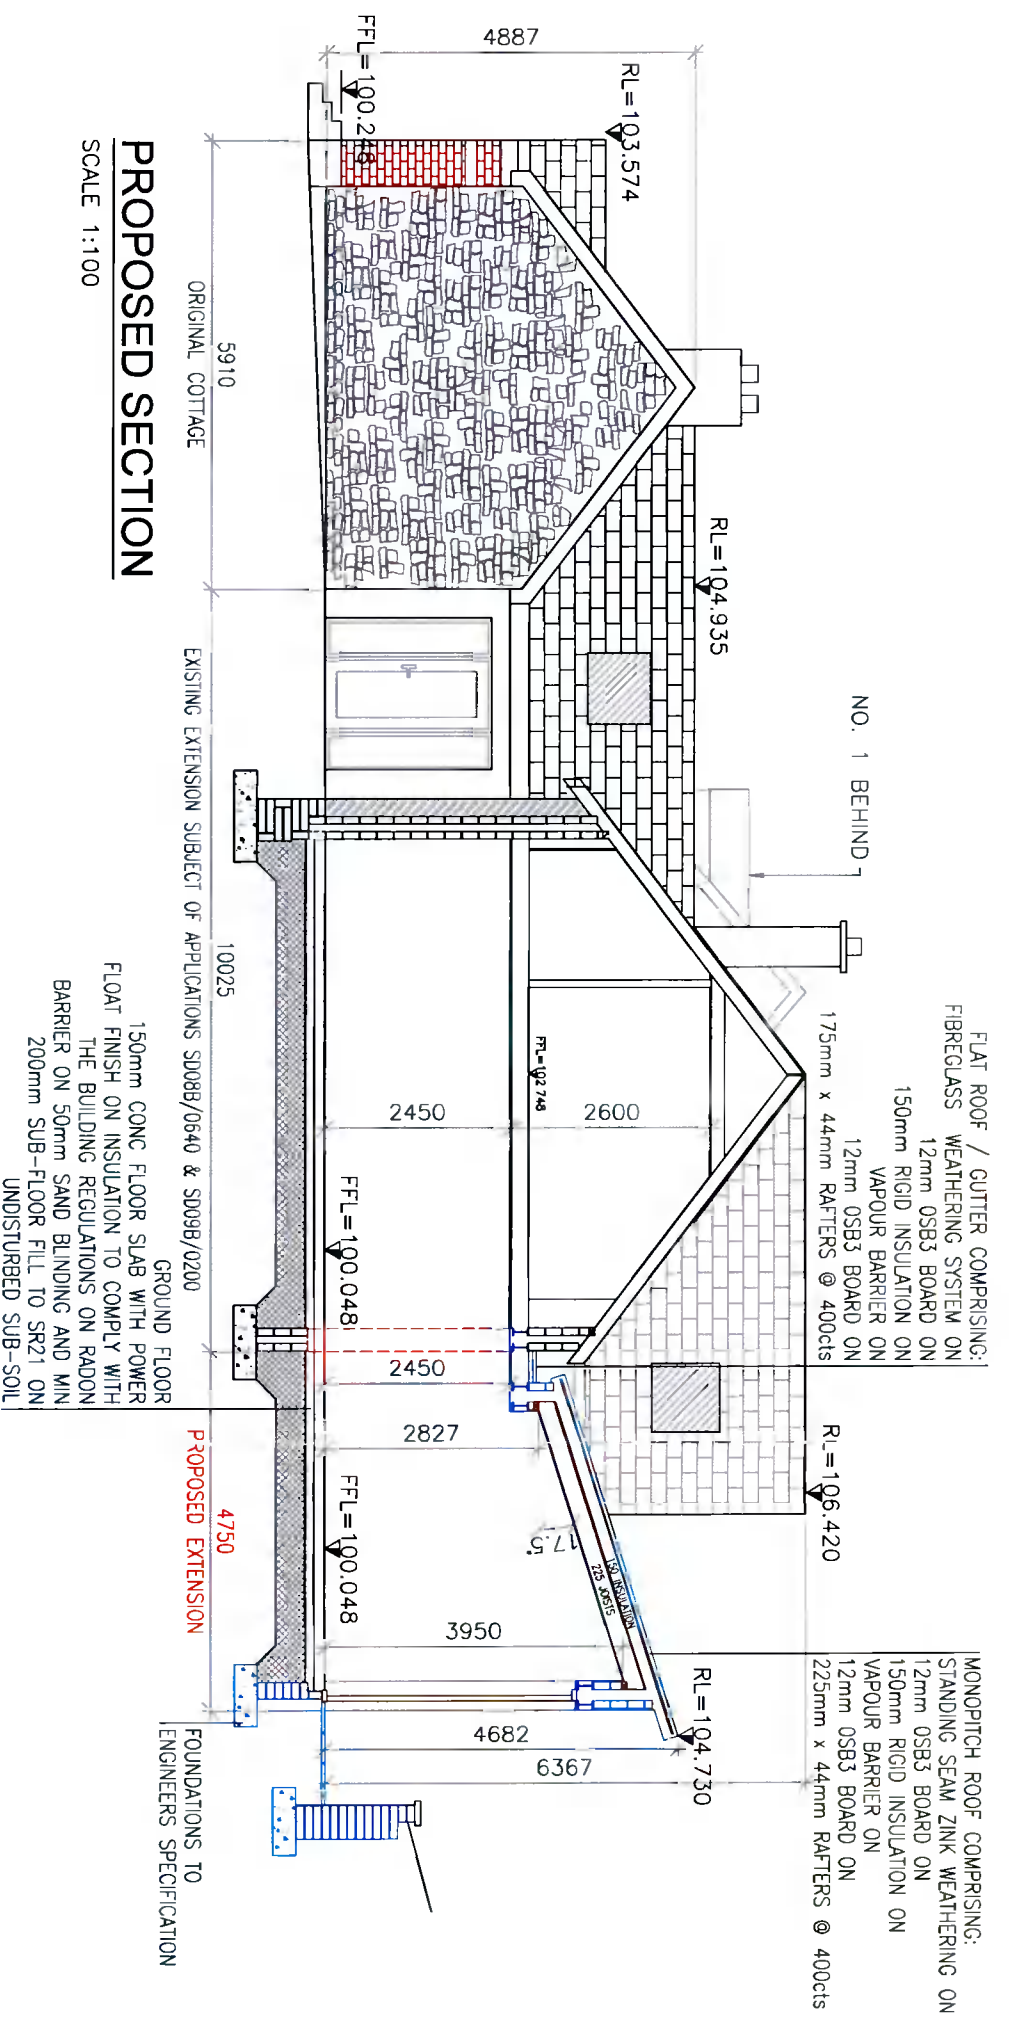 FLAT ROOF / GUTTER COMPRISING:
FIBREGLASS WEATHERING SYSTEM ON
12mm OSB3 BOARD ON
150mm RIGID INSULATION ON
VAPOUR BARRIER ON
12mm OSB3 BOARD ON
175mm x 44mm RAFTERS @ 400cts
MONOPITCH ROOF COMPRISING:
STANDING SEAM ZINK WEATHERING ON
12mm OSB3 BOARD ON
150mm RIGID INSULATION ON
VAPOUR BARRIER ON
12mm OSB3 BOARD ON
225mm x 44mm RAFTERS @ 400cts
NO. 1 BEHIND
RL=106.420
RL=104.935
RL=104.730
RL=103.574
4887
FFL=100.248
FFL=102 748
2600
2450
2450
2827
17.5°
150 INSULATION
225 JOISTS
3950
4682
6367
FFL=100.048
FFL=100.048
5910
ORIGINAL COTTAGE
10025
EXISTING EXTENSION SUBJECT OF APPLICATIONS SD08B/0640 & SD09B/0200
4750
PROPOSED EXTENSION
GROUND FLOOR
150mm CONC FLOOR SLAB WITH POWER
FLOAT FINISH ON INSULATION TO COMPLY WITH
THE BUILDING REGULATIONS ON RADON
BARRIER ON 50mm SAND BLINDING AND MIN
200mm SUB-FLOOR FILL TO SR21 ON
UNDISTURBED SUB-SOIL
FOUNDATIONS TO
ENGINEERS SPECIFICATION
PROPOSED SECTION
SCALE 1:100